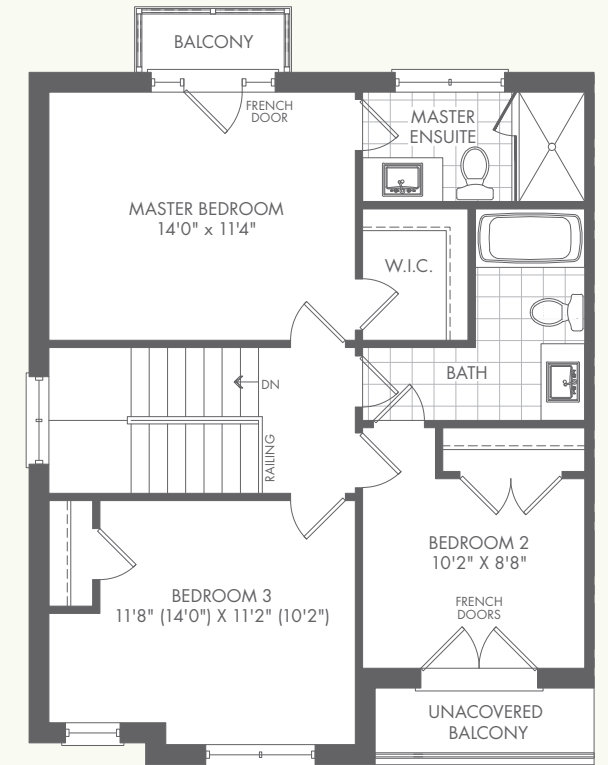 BALCONY
FRENCH
DOOR
MASTER
ENSUITE
MASTER BEDROOM
14'0" x 11'4"
W.I.C.
BATH
DN
RAILING
BEDROOM 2
10'2" X 8'8"
FRENCH
DOORS
BEDROOM 3
11'8" (14'0") X 11'2" (10'2")
UNACOVERED
BALCONY